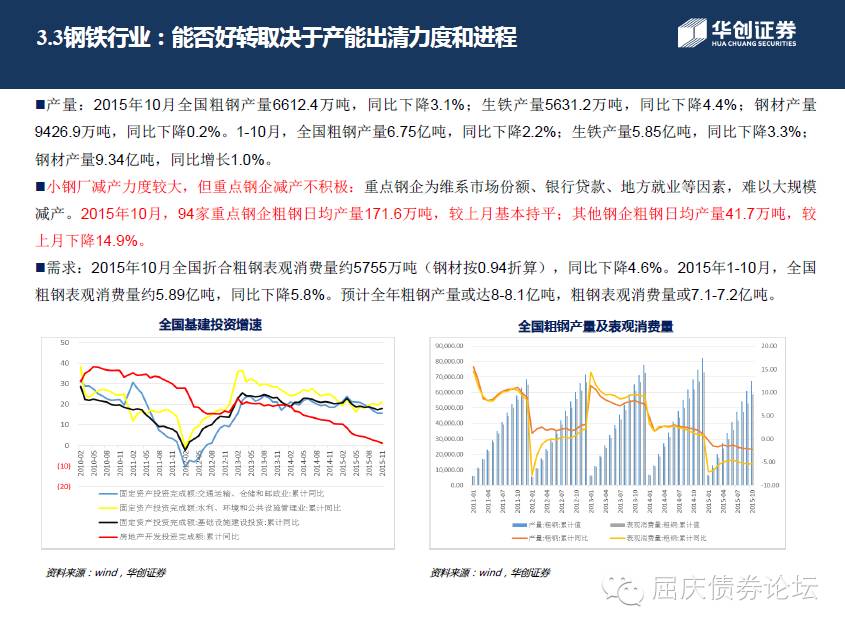 3.3钢铁行业：能否好转取决于产能出清力度和进程
华创证券
HUA CHUANG SECURITIES
■产量：2015年10月全国粗钢产量6612.4万吨，同比下降3.1%；生铁产量5631.2万吨，同比下降4.4%；钢材产量
9426.9万吨，同比下降0.2%。1-10月，全国粗钢产量6.75亿吨，同比下降2.2%；生铁产量5.85亿吨，同比下降3.3%；
钢材产量9.34亿吨，同比增长1.0%。
■小钢厂减产力度较大，但重点钢企减产不积极：重点钢企为维系市场份额、银行贷款、地方就业等因素，难以大规模
减产。2015年10月，94家重点钢企粗钢日均产量171.6万吨，较上月基本持平；其他钢企粗钢日均产量41.7万吨，较
上月下降14.9%。
■需求：2015年10月全国折合粗钢表观消费量约5755万吨（钢材按0.94折算），同比下降4.6%。2015年1-10月，全国
粗钢表观消费量约5.89亿吨，同比下降5.8%。预计全年粗钢产量或达8-8.1亿吨，粗钢表观消费量或7.1-7.2亿吨。
全国基建投资增速
50
40
30
20
10
0
(10)
(20)
2010-02 2010-05 2010-08 2010-11 2011-02 2011-05 2011-08 2011-11 2012-02 2012-05 2012-08 2012-11 2013-02 2013-05 2013-08 2013-11 2014-02 2014-05 2014-08 2014-11 2015-02 2015-05 2015-08 2015-11
固定资产投资完成额:交通运输、仓储和邮政业:累计同比
固定资产投资完成额:水利、环境和公共设施管理业:累计同比
固定资产投资完成额:基础设施建设投资:累计同比
房地产开发投资完成额:累计同比
资料来源：wind，华创证券
全国粗钢产量及表观消费量
90,000.00
80,000.00
70,000.00
60,000.00
50,000.00
40,000.00
30,000.00
20,000.00
10,000.00
0.00
20.00
15.00
10.00
5.00
0.00
-5.00
-10.00
2011-01 2011-04 2011-07 2011-10 2012-01 2012-04 2012-07 2012-10 2013-01 2013-04 2013-07 2013-10 2014-01 2014-04 2014-07 2014-10 2015-01 2015-04 2015-07 2015-10
产量:粗钢:累计值 表观消费量:粗钢:累计值
产量:粗钢:累计同比 表观消费量:粗钢:累计同比
资料来源：wind，华创证券
屈庆债券论坛